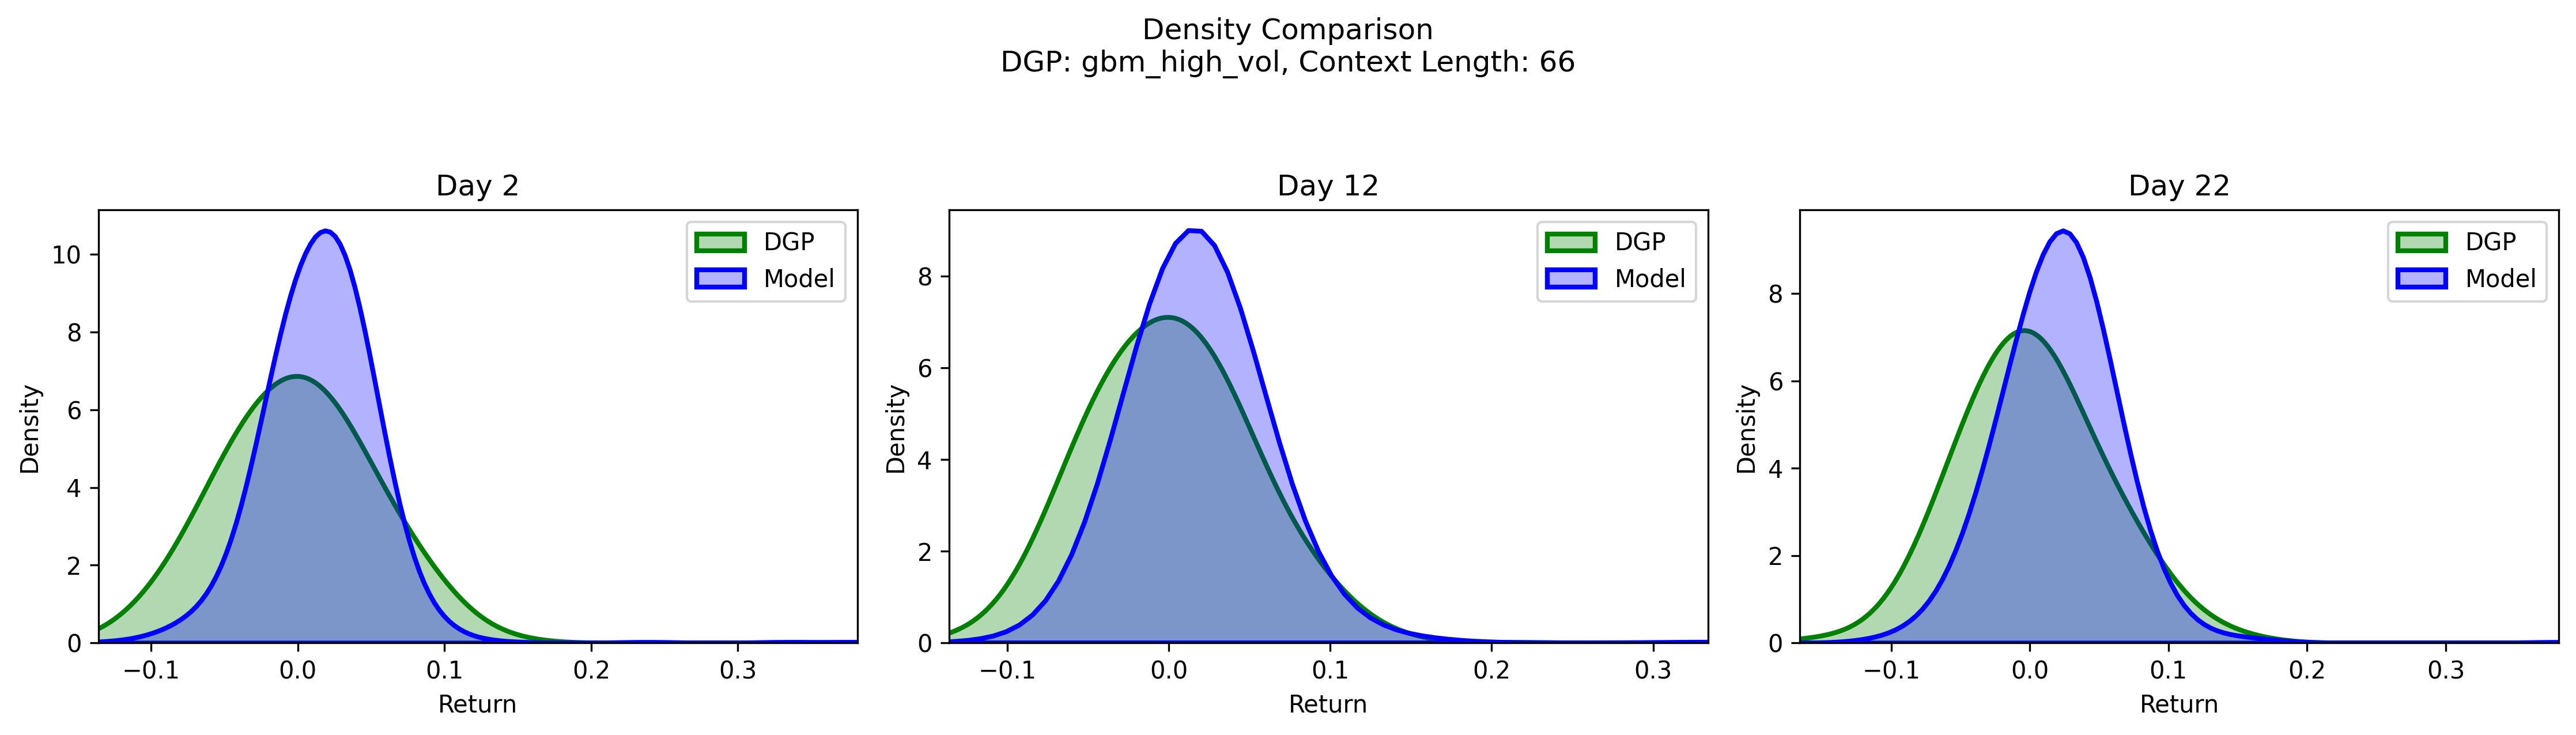 Density Comparison
DGP: gbm_high_vol, Context Length: 66
Day 2
Density
10
8
6
4
2
0
−0.1
0.0
0.1
0.2
0.3
Return
DGP
Model
Day 12
Density
8
6
4
2
0
−0.1
0.0
0.1
0.2
0.3
Return
DGP
Model
Day 22
Density
8
6
4
2
0
−0.1
0.0
0.1
0.2
0.3
Return
DGP
Model